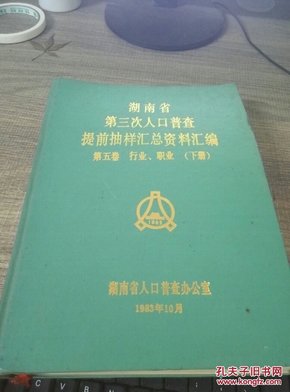 湖南省
第三次人口普查
提前抽样汇总资料汇编
第五卷 行业、职业 （下册）
1982
湖南省人口普查办公室
1983年10月
孔夫子旧书网